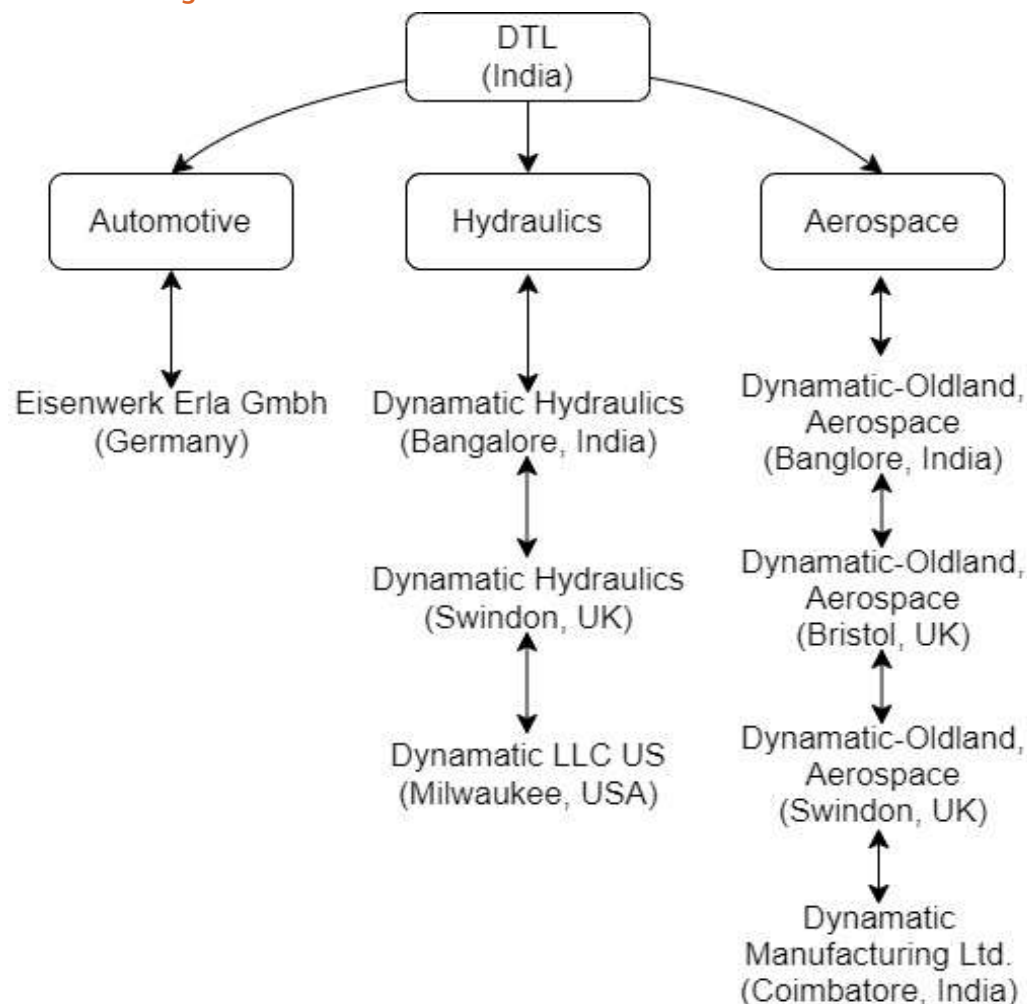 DTL
(India)
Automotive
Hydraulics
Aerospace
Eisenwerk Erla Gmbh
(Germany)
Dynamatic Hydraulics
(Bangalore, India)
Dynamatic Hydraulics
(Swindon, UK)
Dynamatic LLC US
(Milwaukee, USA)
Dynamatic-Oldland,
Aerospace
(Banglore, India)
Dynamatic-Oldland,
Aerospace
(Bristol, UK)
Dynamatic-Oldland,
Aerospace
(Swindon, UK)
Dynamatic
Manufacturing Ltd.
(Coimbatore, India)